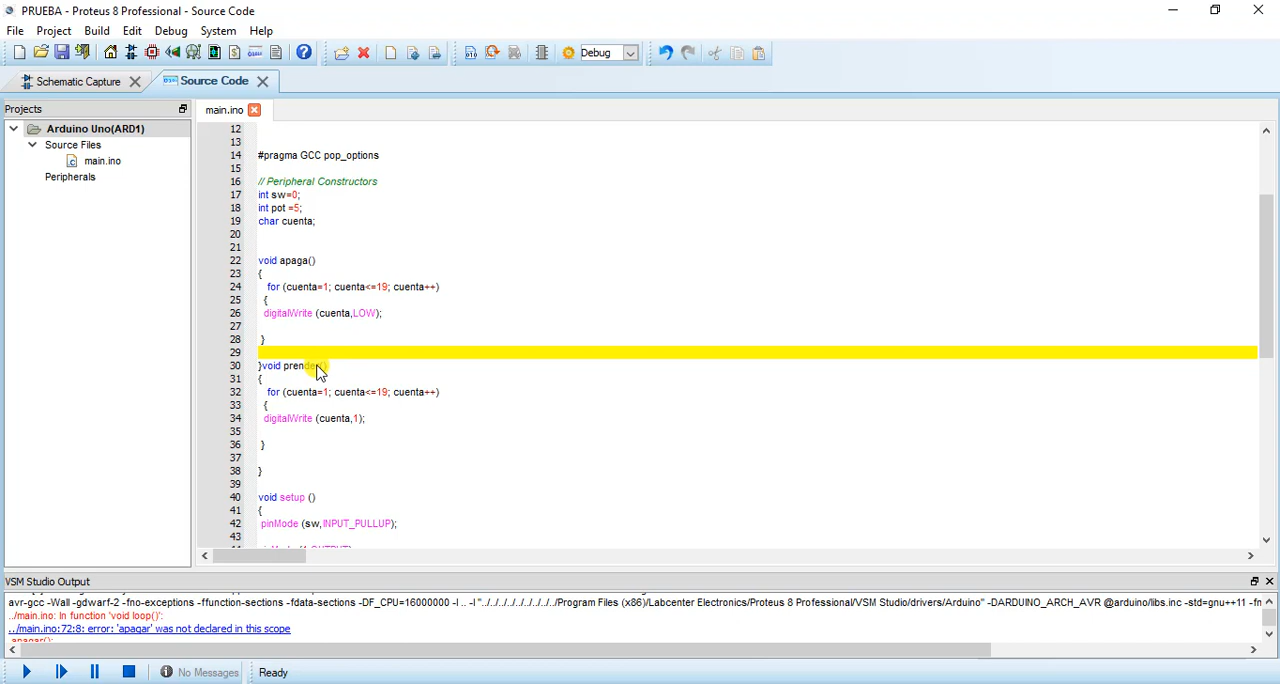 PRUEBA - Proteus 8 Professional - Source Code
File Project Build Edit Debug System Help
Debug
Schematic Capture Source Code
Projects
main.ino
Arduino Uno(ARD1)
Source Files
main.ino
Peripherals
12
13
14 #pragma GCC pop_options
15
16 // Peripheral Constructors
17 int sw=0;
18 int pot =5;
19 char cuenta;
20
21
22 void apaga()
23 {
24 for (cuenta=1; cuenta<=19; cuenta++)
25 {
26 digitalWrite (cuenta,LOW);
27
28 }
29
30 }void prender()
31 {
32 for (cuenta=1; cuenta<=19; cuenta++)
33 {
34 digitalWrite (cuenta,1);
35
36 }
37
38 }
39
40 void setup ()
41 {
42 pinMode (sw,INPUT_PULLUP);
43
VSM Studio Output
avr-gcc -Wall -gdwarf-2 -fno-exceptions -ffunction-sections -fdata-sections -DF_CPU=16000000 -I .. -I "../../../../../../../../../Program Files (x86)/Labcenter Electronics/Proteus 8 Professional/VSM Studio/drivers/Arduino" -DARDUINO_ARCH_AVR @arduino/libs.inc -std=gnu++11
../main.ino: In function 'void loop()':
../main.ino:72:8: error: 'apagar' was not declared in this scope
apagar();
No Messages Ready